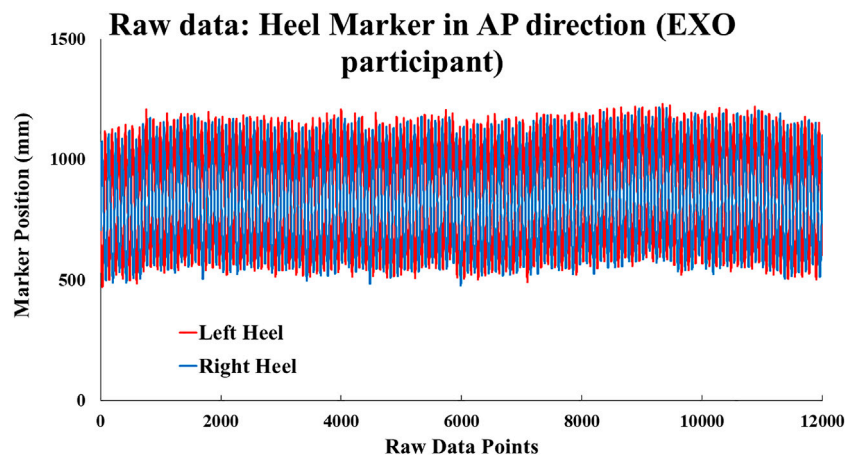 Raw data: Heel Marker in AP direction (EXO
participant)
1500
1000
500
0
Marker Position (mm)
Left Heel
Right Heel
0 2000 4000 6000 8000 10000 12000
Raw Data Points